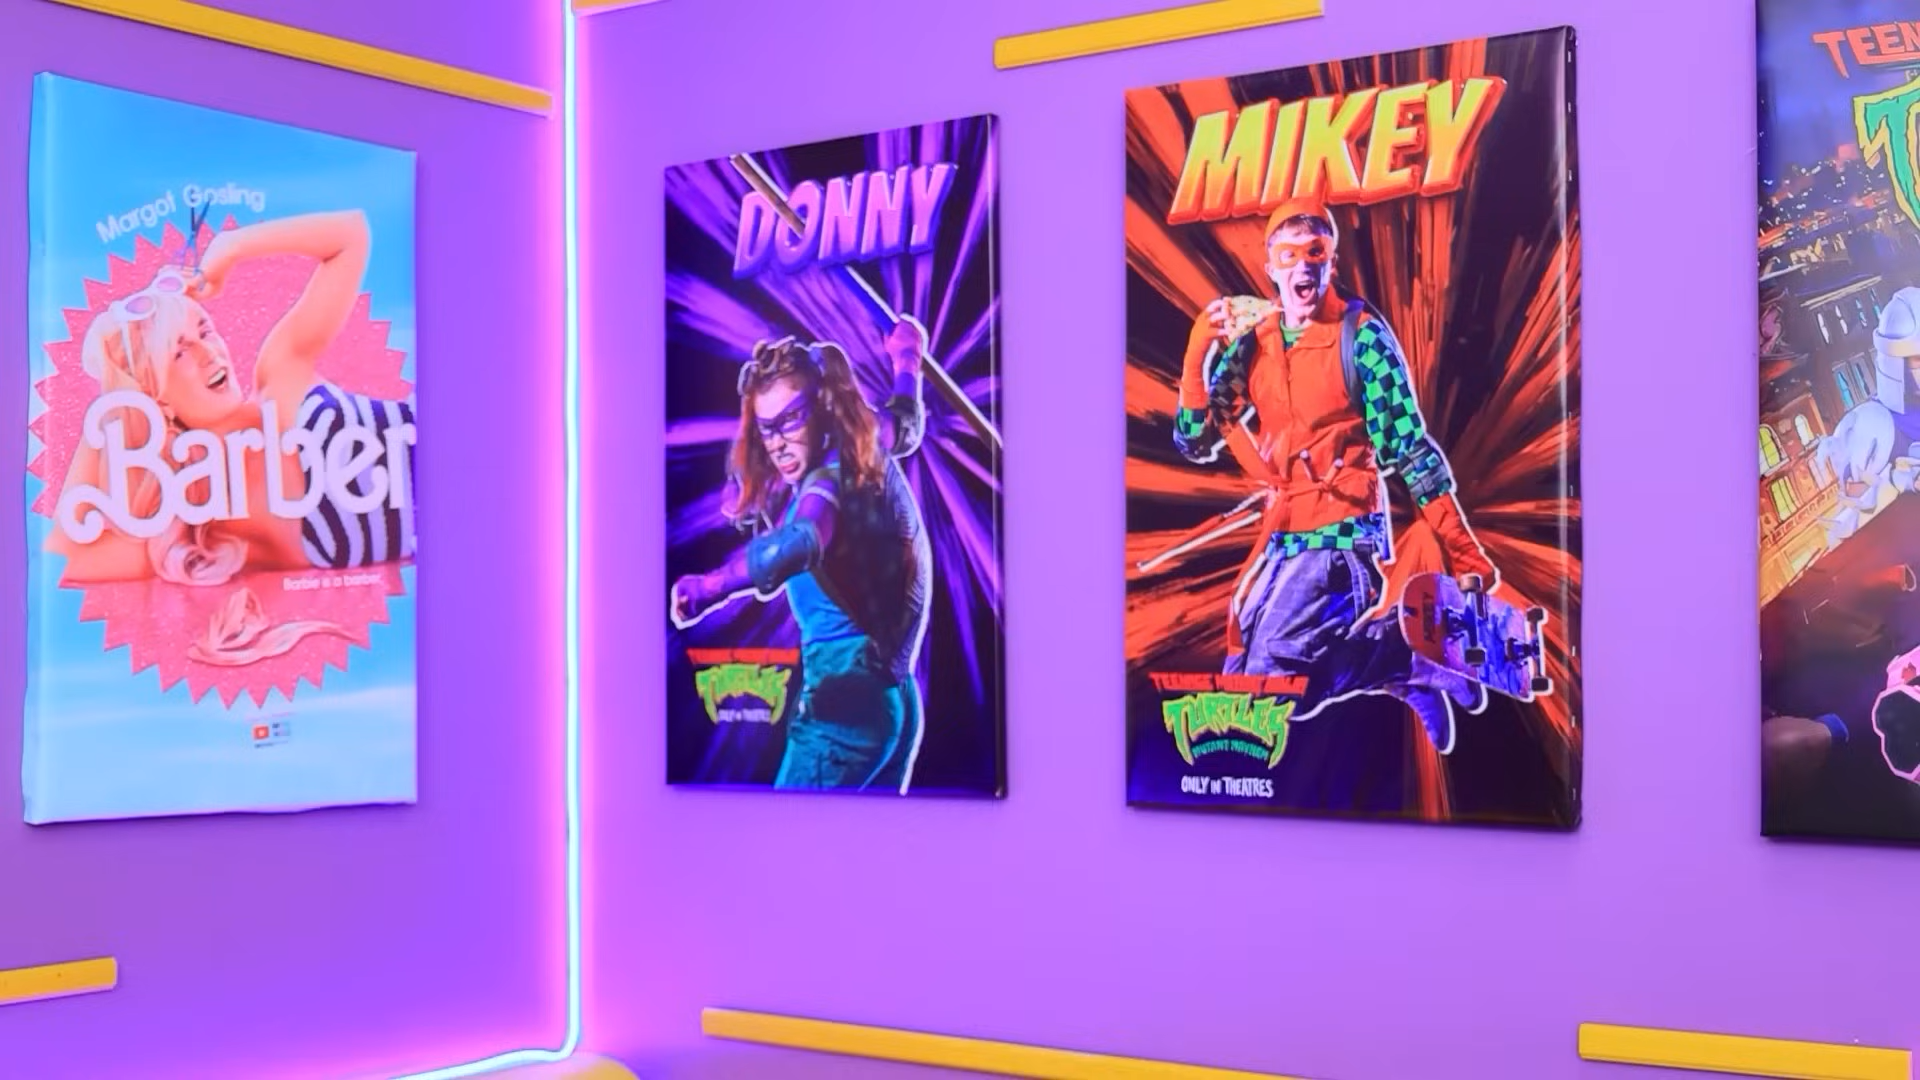 Margot Gosling
Barber
Barbie is a barber.
DONNY
TEENAGE MUTANT NINJA
TURTLES
ONLY IN THEATRES
MIKEY
TEENAGE MUTANT NINJA
TURTLES
MUTANT MAYHEM
ONLY IN THEATRES
TEEN
T